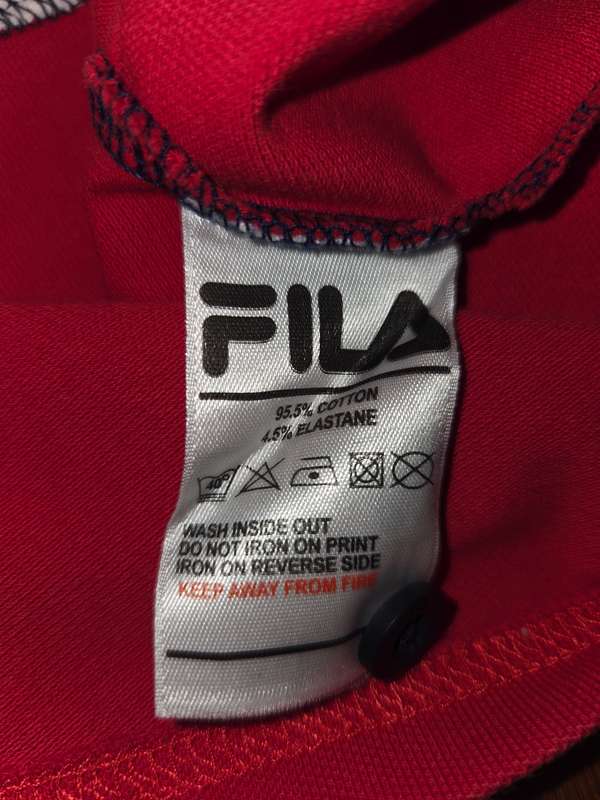 FILA
95.5% COTTON
4.5% ELASTANE
40°
WASH INSIDE OUT
DO NOT IRON ON PRINT
IRON ON REVERSE SIDE
KEEP AWAY FROM FIRE